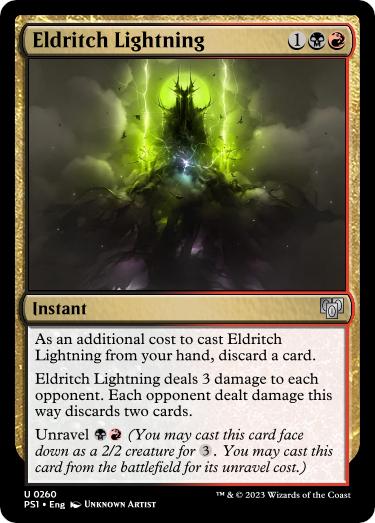 Eldritch Lightning 1
Instant
As an additional cost to cast Eldritch
Lightning from your hand, discard a card.
Eldritch Lightning deals 3 damage to each
opponent. Each opponent dealt damage this
way discards two cards.
Unravel (You may cast this card face
down as a 2/2 creature for 3. You may cast this
card from the battlefield for its unravel cost.)
U 0260
PS1 • Eng Unknown Artist
™ & © 2023 Wizards of the Coast